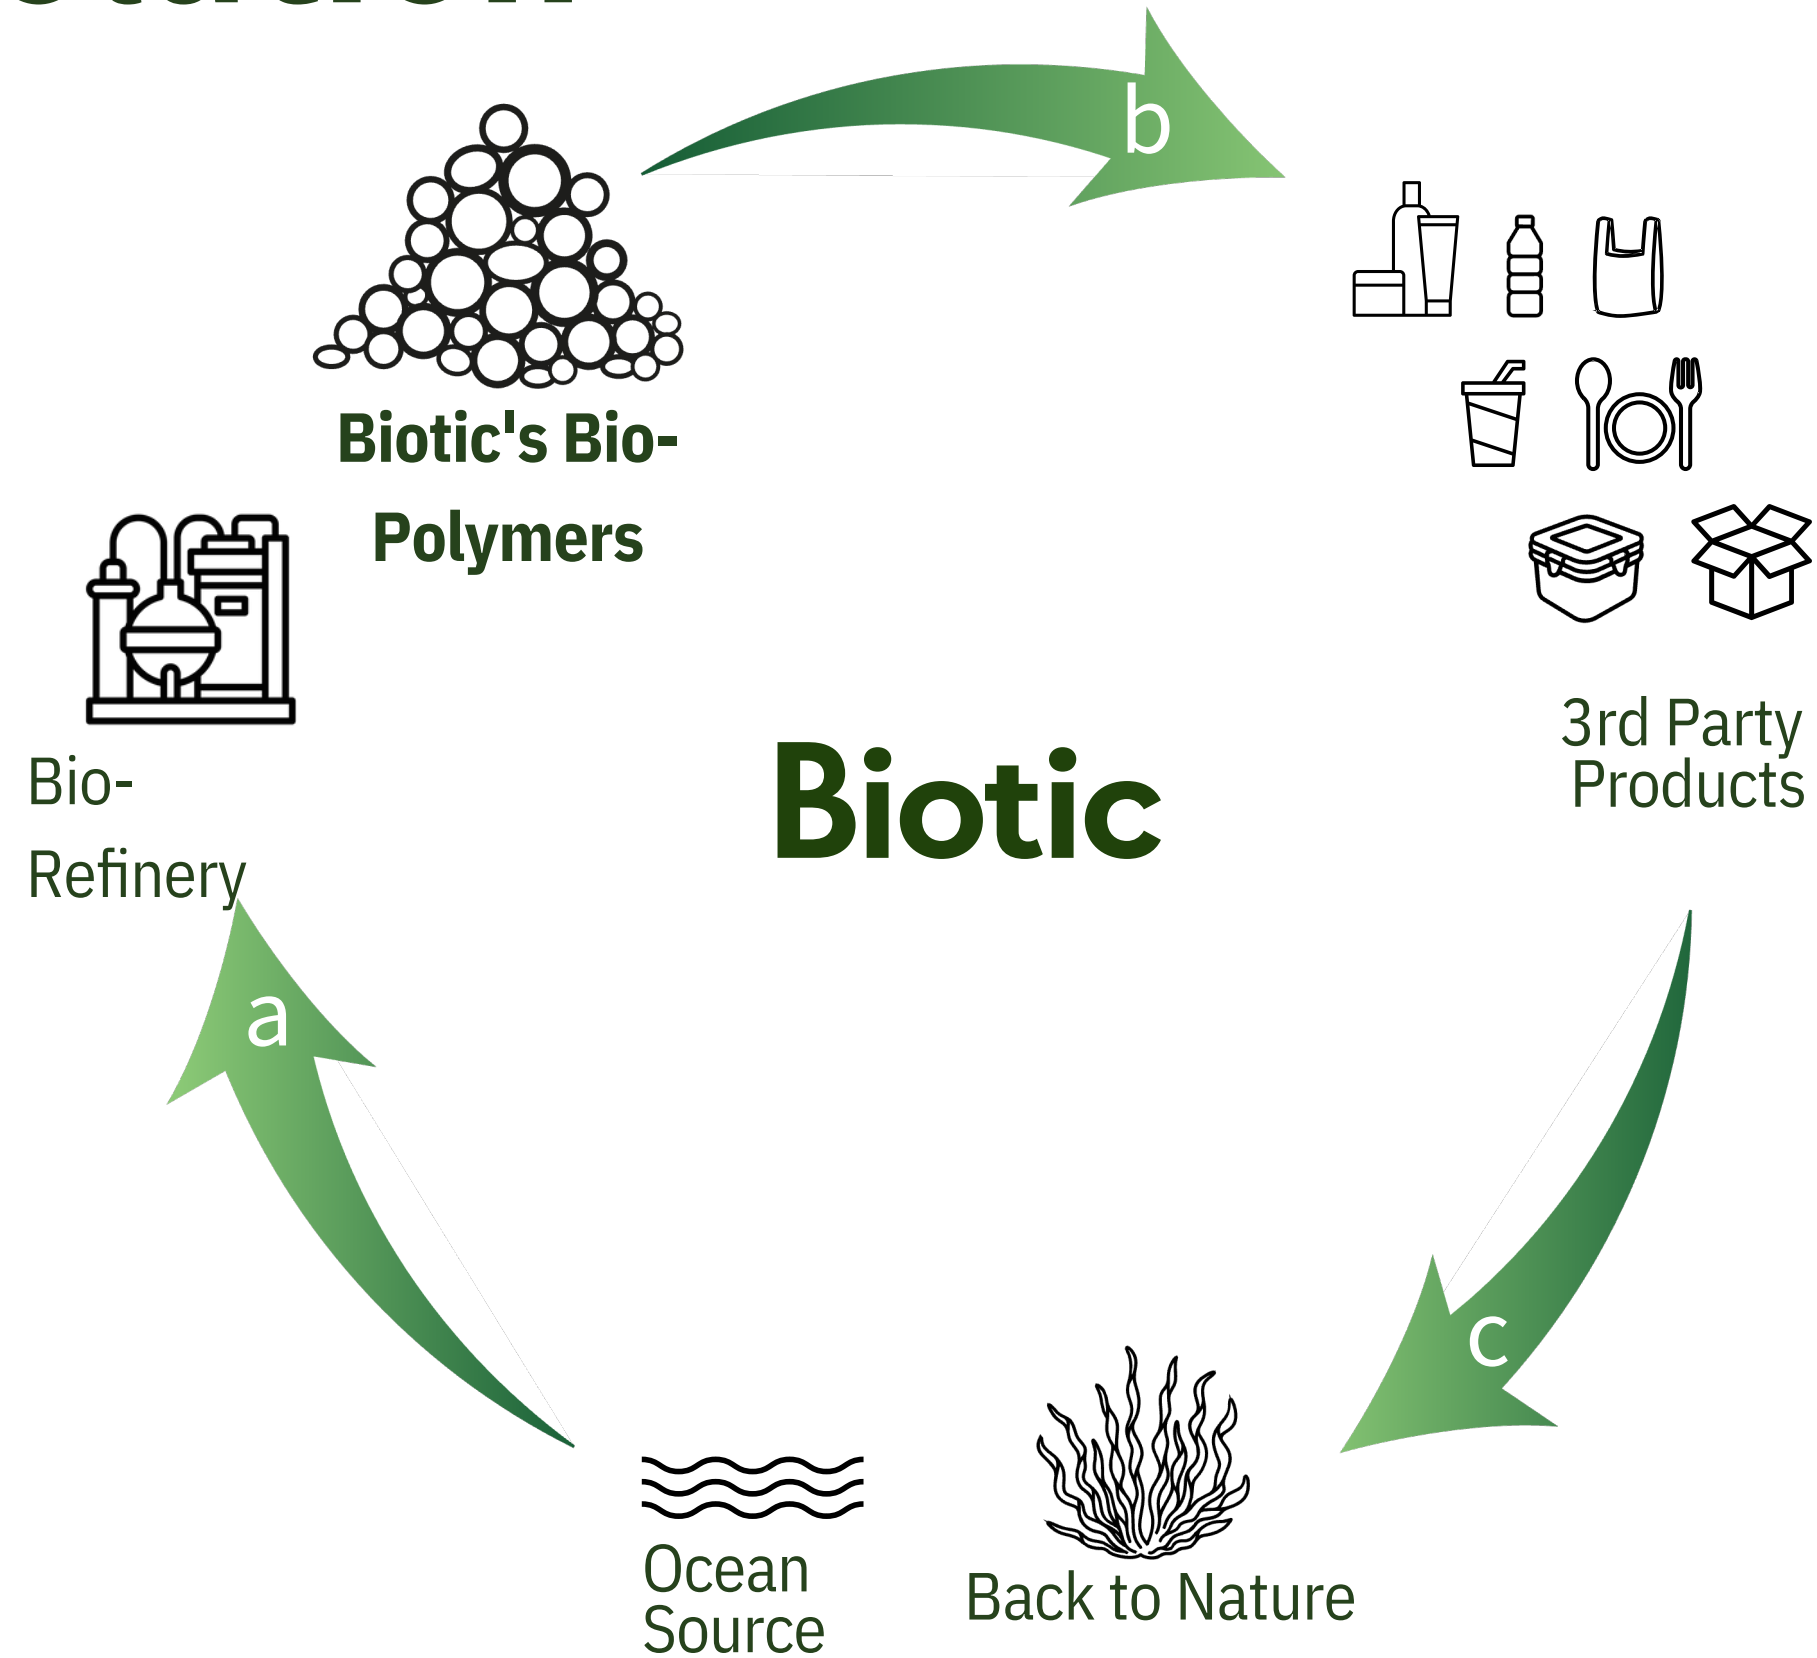 b
Biotic's Bio-
Polymers
Bio-
Refinery
3rd Party
Products
Biotic
a
c
Ocean
Source
Back to Nature